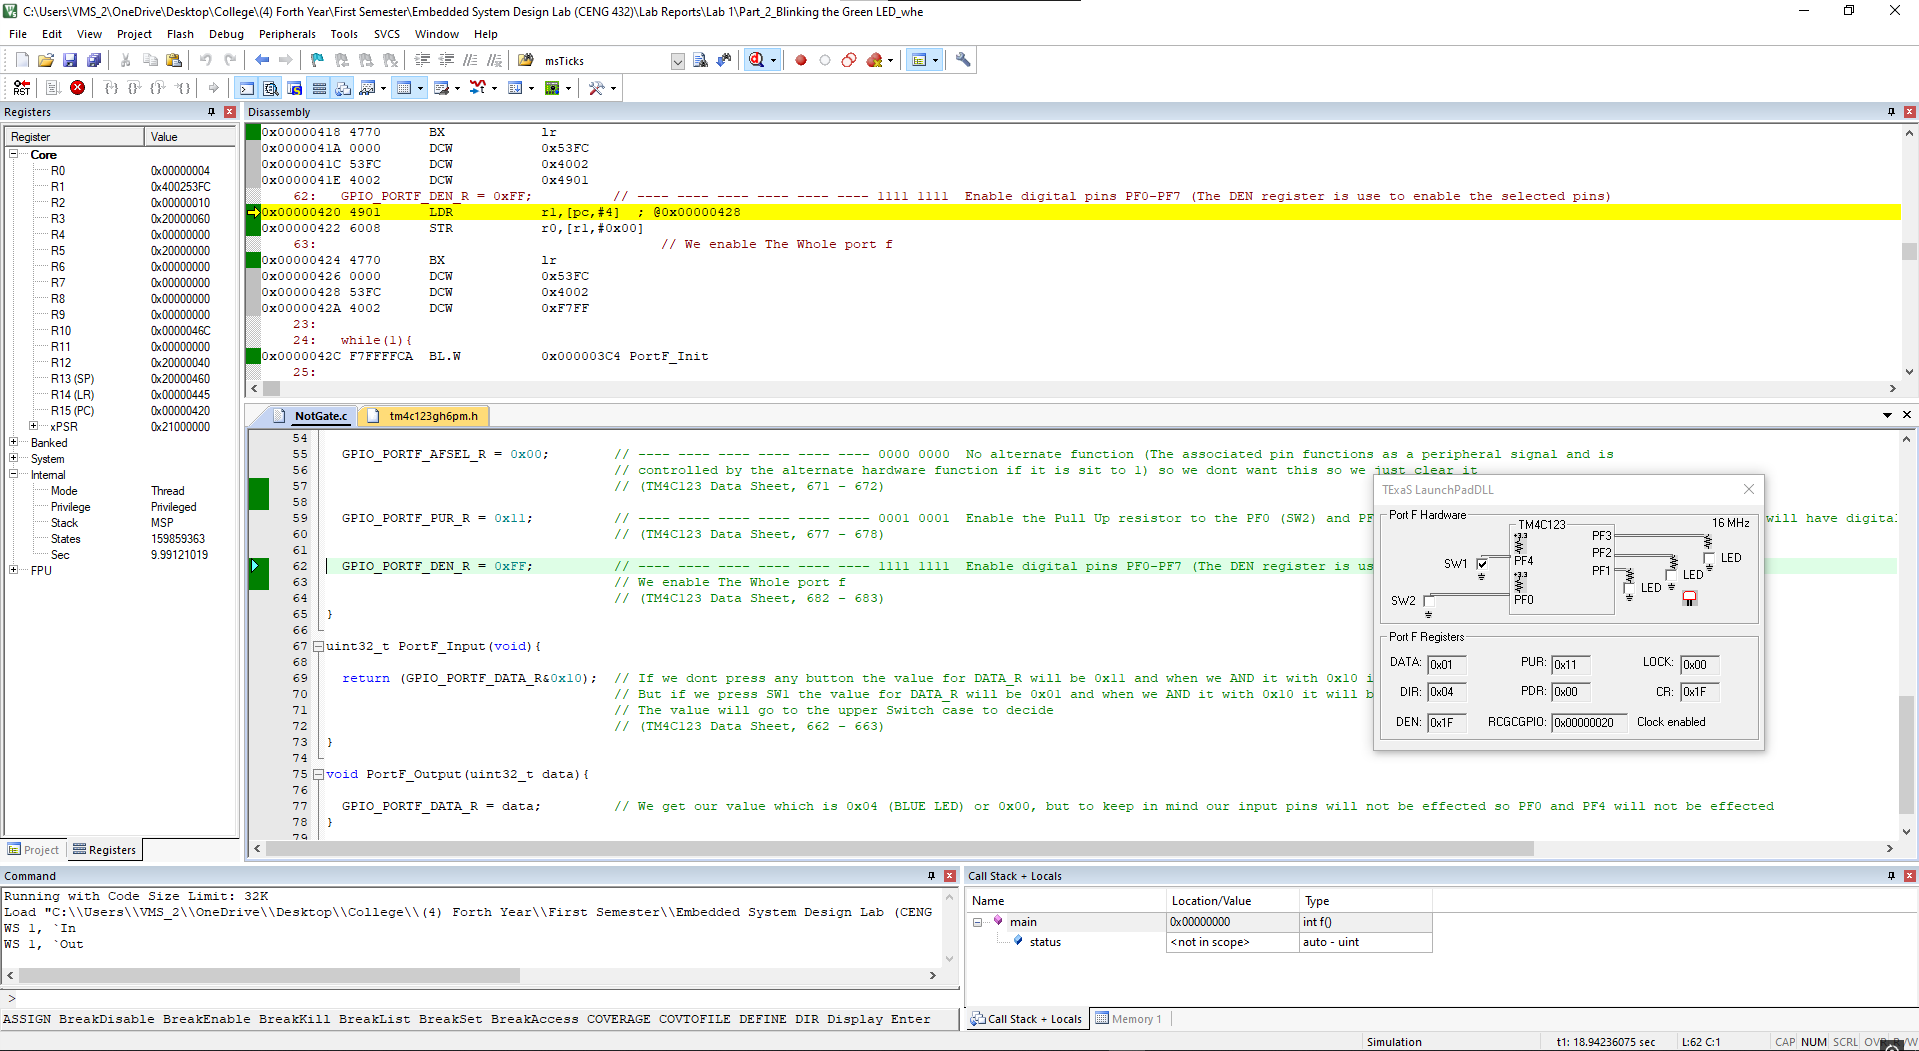 C:\Users\VMS_2\OneDrive\Desktop\College\(4) Forth Year\First Semester\Embedded System Design Lab (CENG 432)\Lab Reports\Lab 1\Part_2_Blinking the Green LED_whe
File Edit View Project Flash Debug Peripherals Tools SVCS Window Help
msTicks
RST
Registers
Register Value
Core
R0 0x00000004
R1 0x400253FC
R2 0x00000010
R3 0x20000060
R4 0x00000000
R5 0x20000000
R6 0x00000000
R7 0x00000000
R8 0x00000000
R9 0x00000000
R10 0x0000046C
R11 0x00000000
R12 0x20000040
R13 (SP) 0x20000460
R14 (LR) 0x00000445
R15 (PC) 0x00000420
xPSR 0x21000000
Banked
System
Internal
Mode Thread
Privilege Privileged
Stack MSP
States 159859363
Sec 9.99121019
FPU
Project Registers
Disassembly
0x00000418 4770 BX lr
0x0000041A 0000 DCW 0x53FC
0x0000041C 53FC DCW 0x4002
0x0000041E 4002 DCW 0x4901
62: GPIO_PORTF_DEN_R = 0xFF; // ---- ---- ---- ---- ---- ---- 1111 1111 Enable digital pins PF0-PF7 (The DEN register is use to enable the selected pins)
0x00000420 4901 LDR r1,[pc,#4] ; @0x00000428
0x00000422 6008 STR r0,[r1,#0x00]
63: // We enable The Whole port f
0x00000424 4770 BX lr
0x00000426 0000 DCW 0x53FC
0x00000428 53FC DCW 0x4002
0x0000042A 4002 DCW 0xF7FF
23:
24: while(1){
0x0000042C F7FFFFCA BL.W 0x000003C4 PortF_Init
25:
NotGate.c tm4c123gh6pm.h
54
55 GPIO_PORTF_AFSEL_R = 0x00; // ---- ---- ---- ---- ---- ---- 0000 0000 No alternate function (The associated pin functions as a peripheral signal and is
56 // controlled by the alternate hardware function if it is sit to 1) so we dont want this so we just clear it
57 // (TM4C123 Data Sheet, 671 - 672)
58
59 GPIO_PORTF_PUR_R = 0x11; // ---- ---- ---- ---- ---- ---- 0001 0001 Enable the Pull Up resistor to the PF0 (SW2) and PF will have digital
60 // (TM4C123 Data Sheet, 677 - 678)
61
62 GPIO_PORTF_DEN_R = 0xFF; // ---- ---- ---- ---- ---- ---- 1111 1111 Enable digital pins PF0-PF7 (The DEN register is us
63 // We enable The Whole port f
64 // (TM4C123 Data Sheet, 682 - 683)
65 }
66
67 uint32_t PortF_Input(void){
68
69 return (GPIO_PORTF_DATA_R&0x10); // If we dont press any button the value for DATA_R will be 0x11 and when we AND it with 0x10 i
70 // But if we press SW1 the value for DATA_R will be 0x01 and when we AND it with 0x10 it will b
71 // The value will go to the upper Switch case to decide
72 // (TM4C123 Data Sheet, 662 - 663)
73 }
74
75 void PortF_Output(uint32_t data){
76
77 GPIO_PORTF_DATA_R = data; // We get our value which is 0x04 (BLUE LED) or 0x00, but to keep in mind our input pins will not be effected so PF0 and PF4 will not be effected
78 }
79
TExaS LaunchPadDLL
Port F Hardware
TM4C123 16 MHz
+3.3 PF3
PF2 LED
SW1 PF4 PF1 LED
+3.3 LED
SW2 PF0
Port F Registers
DATA: 0x01 PUR: 0x11 LOCK: 0x00
DIR: 0x04 PDR: 0x00 CR: 0x1F
DEN: 0x1F RCGCGPIO: 0x00000020 Clock enabled
Command
Running with Code Size Limit: 32K
Load "C:\\Users\\VMS_2\\OneDrive\\Desktop\\College\\(4) Forth Year\\First Semester\\Embedded System Design Lab (CENG
WS 1, `In
WS 1, `Out
>
ASSIGN BreakDisable BreakEnable BreakKill BreakList BreakSet BreakAccess COVERAGE COVTOFILE DEFINE DIR Display Enter
Call Stack + Locals
Name Location/Value Type
main 0x00000000 int f()
status <not in scope> auto - uint
Call Stack + Locals Memory 1
Simulation t1: 18.94236075 sec L:62 C:1 CAP NUM SCRL